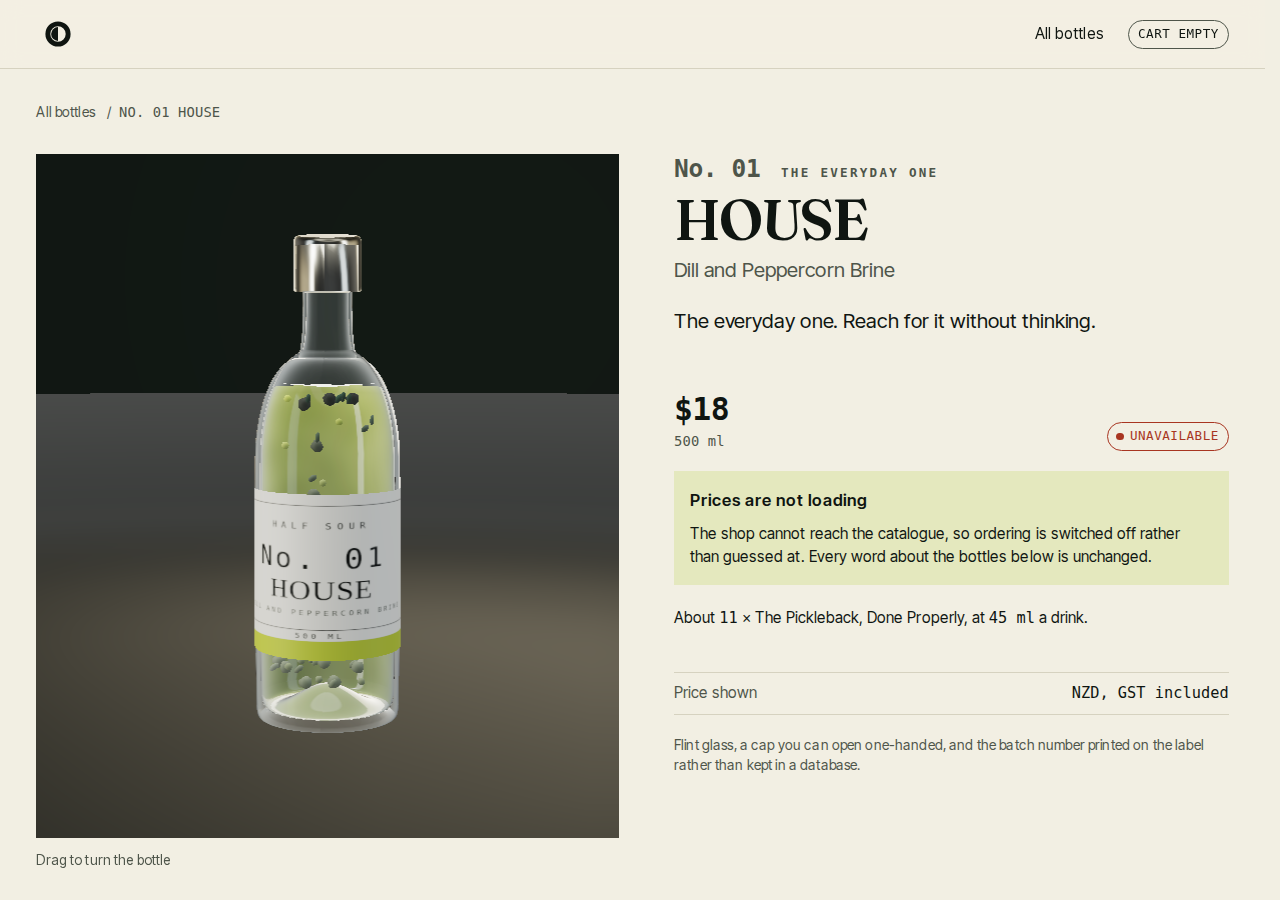 All bottles
CART EMPTY
All bottles / NO. 01 HOUSE
HALF SOUR
No. 01
HOUSE
AND PEPPERCORN
500 ML
Drag to turn the bottle
No. 01 THE EVERYDAY ONE
HOUSE
Dill and Peppercorn Brine
The everyday one. Reach for it without thinking.
$18
500 ml
UNAVAILABLE
Prices are not loading
The shop cannot reach the catalogue, so ordering is switched off rather
than guessed at. Every word about the bottles below is unchanged.
About 11 × The Pickleback, Done Properly, at 45 ml a drink.
Price shown NZD, GST included
Flint glass, a cap you can open one-handed, and the batch number printed on the label
rather than kept in a database.